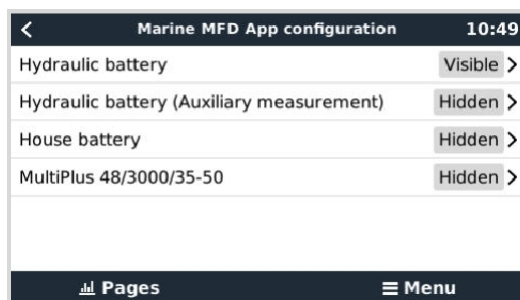 Marine MFD App configuration 10:49
Hydraulic battery Visible
Hydraulic battery (Auxiliary measurement) Hidden
House battery Hidden
MultiPlus 48/3000/35-50 Hidden
Pages Menu